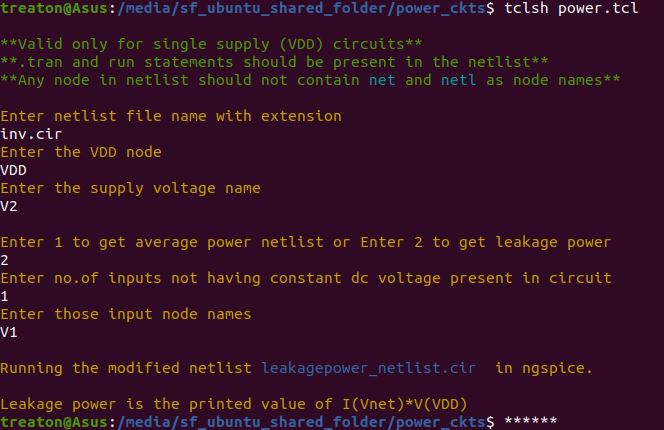 treaton@Asus:/media/sf_ubuntu_shared_folder/power_ckts$ tclsh power.tcl
**Valid only for single supply (VDD) circuits**
**.tran and run statements should be present in the netlist**
**Any node in netlist should not contain net and netl as node names**
Enter netlist file name with extension
inv.cir
Enter the VDD node
VDD
Enter the supply voltage name
V2
Enter 1 to get average power netlist or Enter 2 to get leakage power
2
Enter no.of inputs not having constant dc voltage present in circuit
1
Enter those input node names
V1
Running the modified netlist leakagepower_netlist.cir  in ngspice.
Leakage power is the printed value of I(Vnet)*V(VDD)
treaton@Asus:/media/sf_ubuntu_shared_folder/power_ckts$ ******